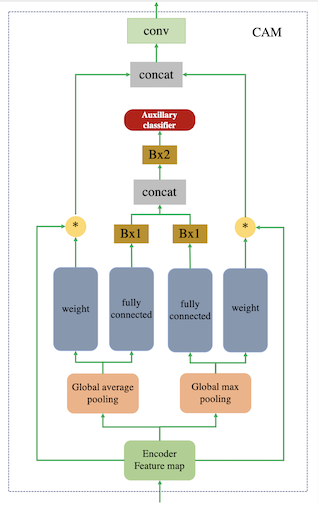 conv
CAM
concat
Auxillary
classifier
Bx2
concat
*
Bx1
Bx1
*
weight
fully
connected
fully
connected
weight
Global average
pooling
Global max
pooling
Encoder
Feature map